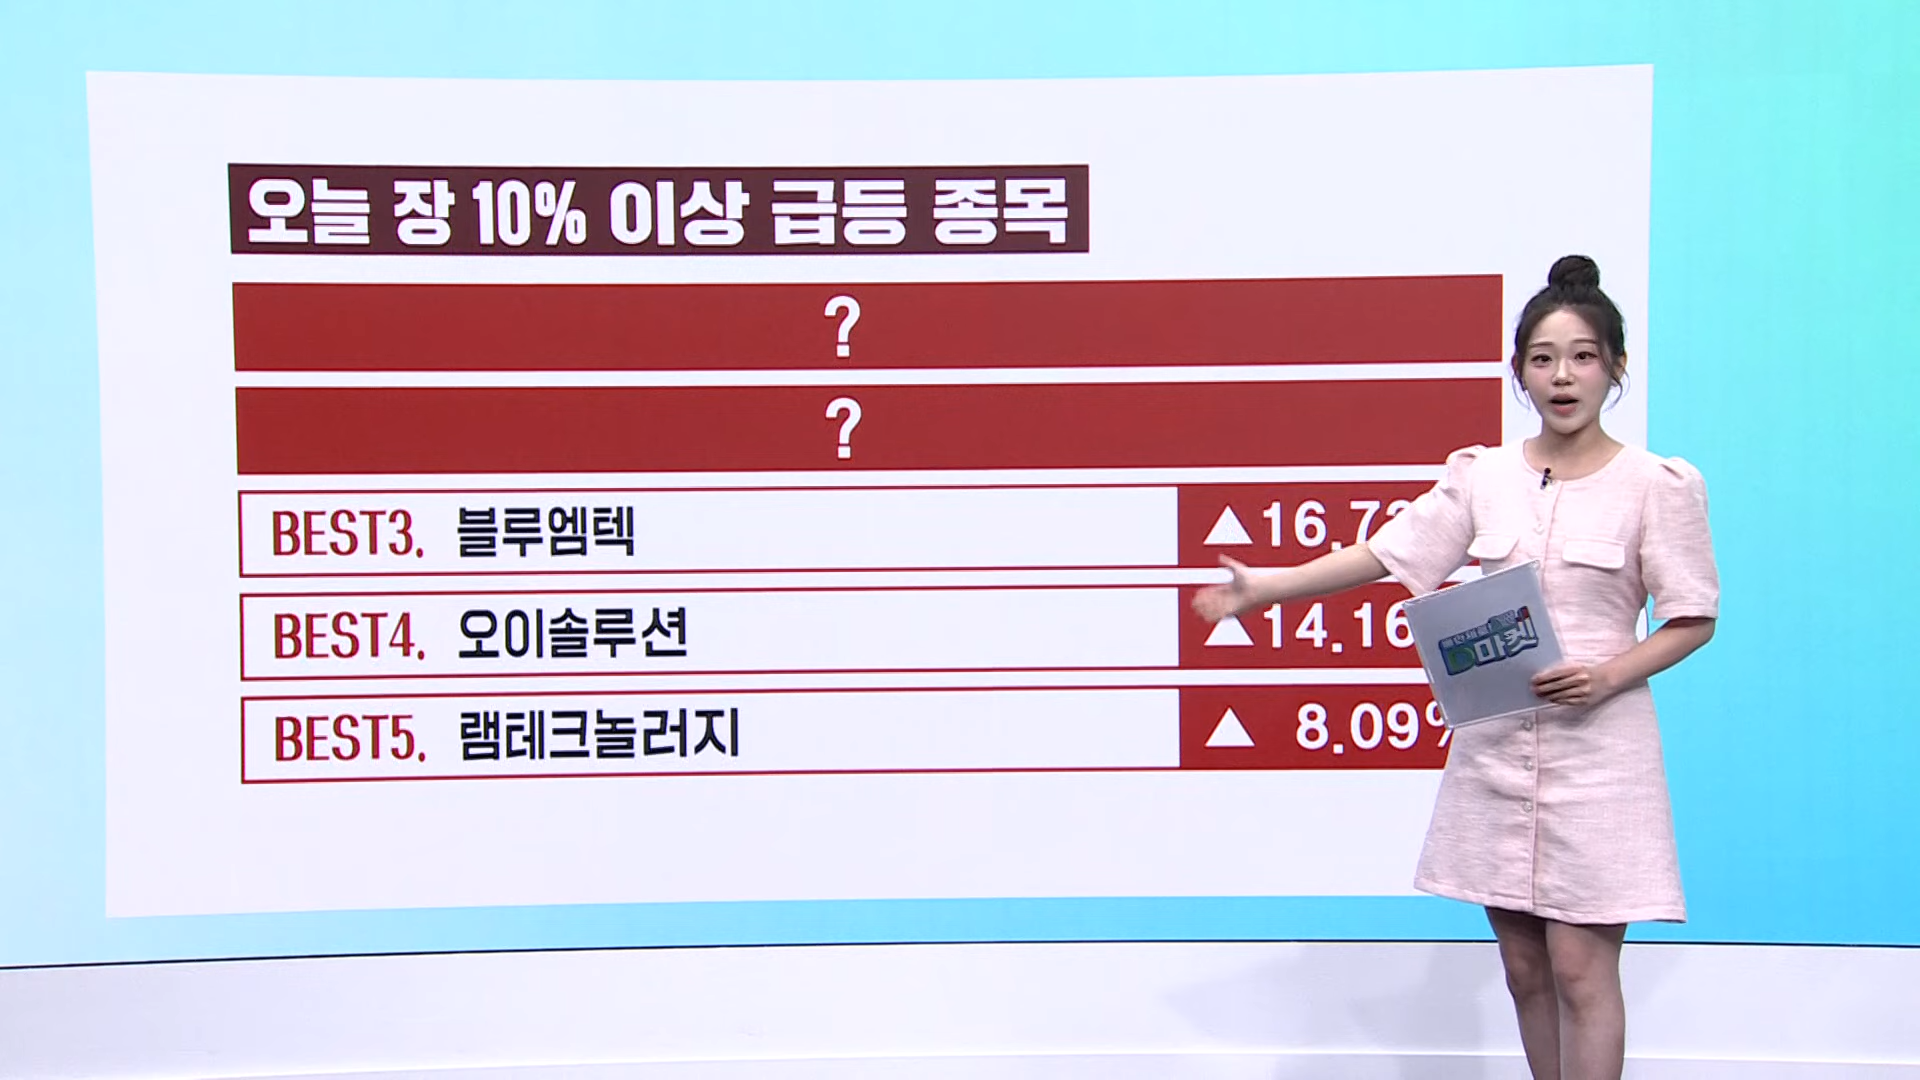 오늘 장 10% 이상 급등 종목
?
?
BEST3. 블루엠텍 ▲16.7
BEST4. 오이솔루션 ▲14.16
BEST5. 램테크놀러지 ▲ 8.09%
D마켓